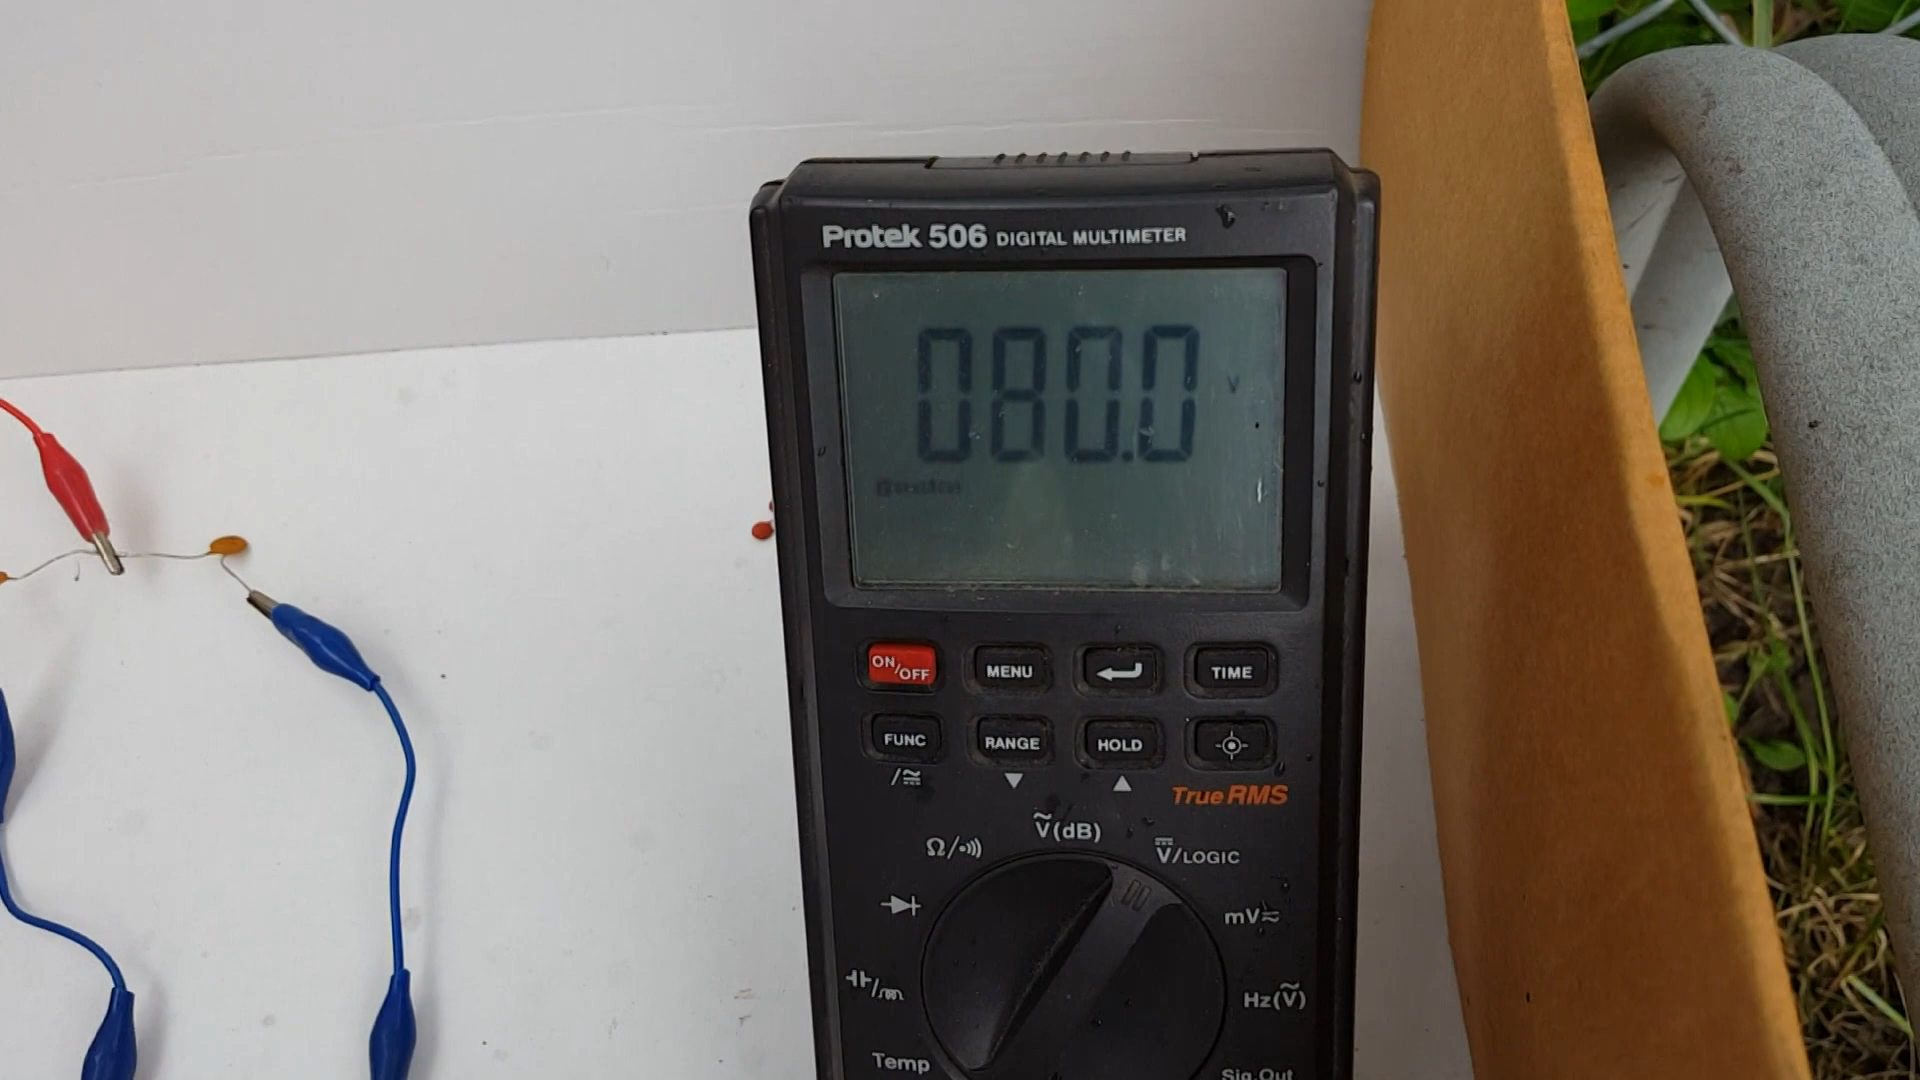 Protek 506 DIGITAL MULTIMETER
080.0 V
ON/OFF MENU TIME
FUNC RANGE HOLD
True RMS
Ṽ(dB)
Ω V/LOGIC
mV
Hz(Ṽ)
Temp Sig.Out